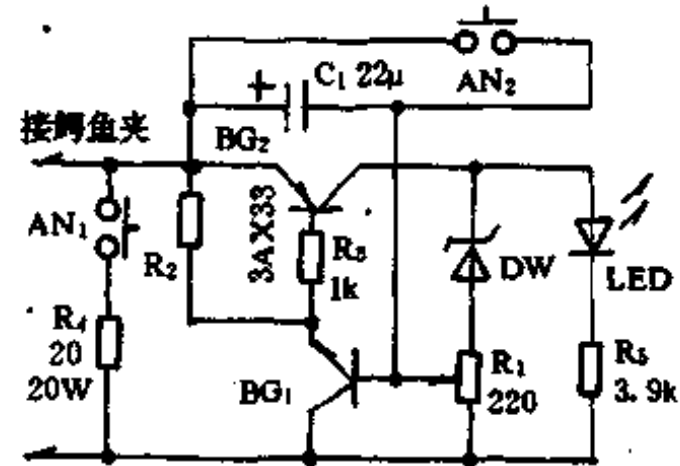 C₁ 22μ
AN₂
接鳄鱼夹
BG₂
3AX33
AN₁
R₂
R₃
1k
DW
LED
R₄
20
20W
BG₁
R₁
220
R₅
3.9k